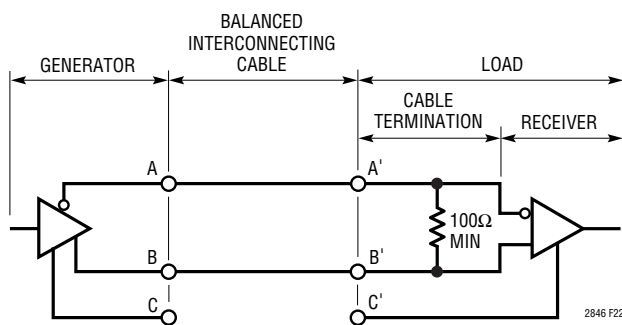 BALANCED
INTERCONNECTING
CABLE
GENERATOR
LOAD
CABLE
TERMINATION
RECEIVER
A
A'
100Ω
MIN
B
B'
C
C'
2846 F22